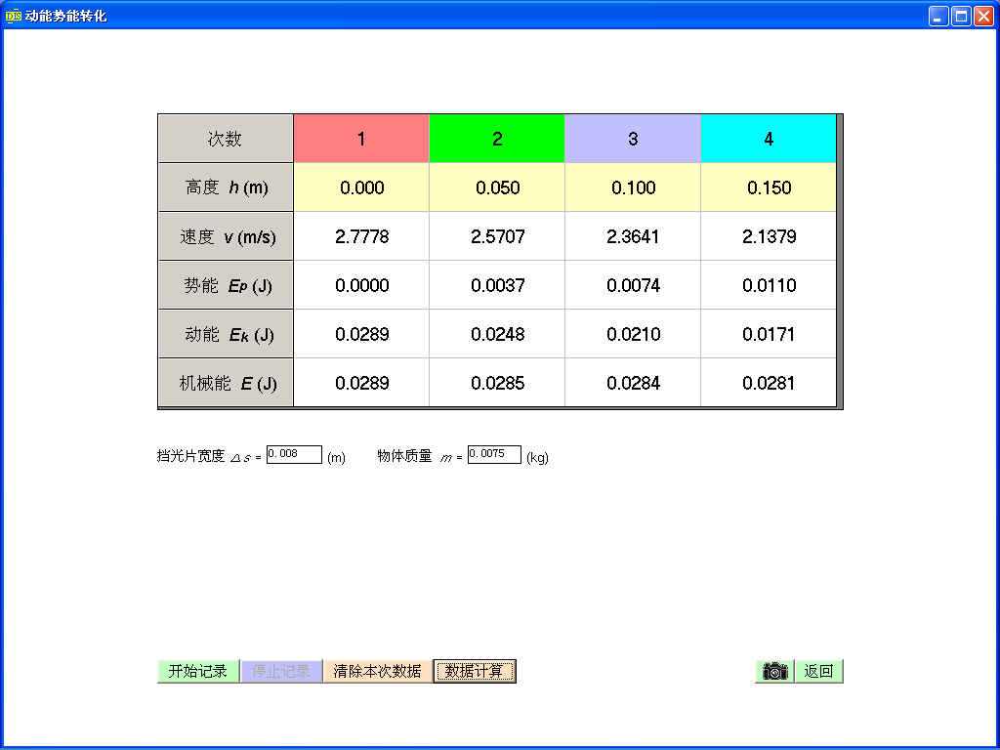 DIS 动能势能转化
次数 1 2 3 4
高度 h (m) 0.000 0.050 0.100 0.150
速度 v (m/s) 2.7778 2.5707 2.3641 2.1379
势能 Ep (J) 0.0000 0.0037 0.0074 0.0110
动能 Ek (J) 0.0289 0.0248 0.0210 0.0171
机械能 E (J) 0.0289 0.0285 0.0284 0.0281
挡光片宽度 △s = 0.008 (m) 物体质量 m = 0.0075 (kg)
开始记录 停止记录 清除本次数据 数据计算 返回